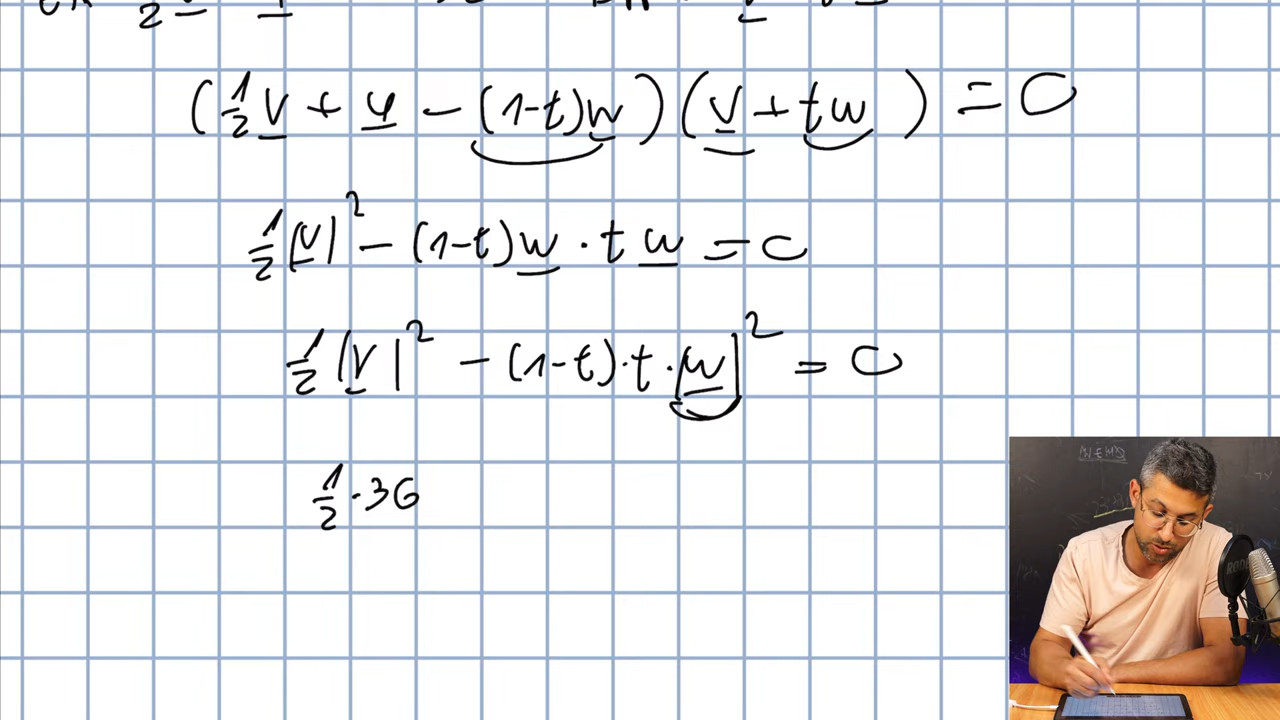 (½ v + u − (1−t)w)(v + tw) = 0
½ |v|² − (1−t)w · tw = 0
½ |v|² − (1−t)·t·|w|² = 0
½ · 36